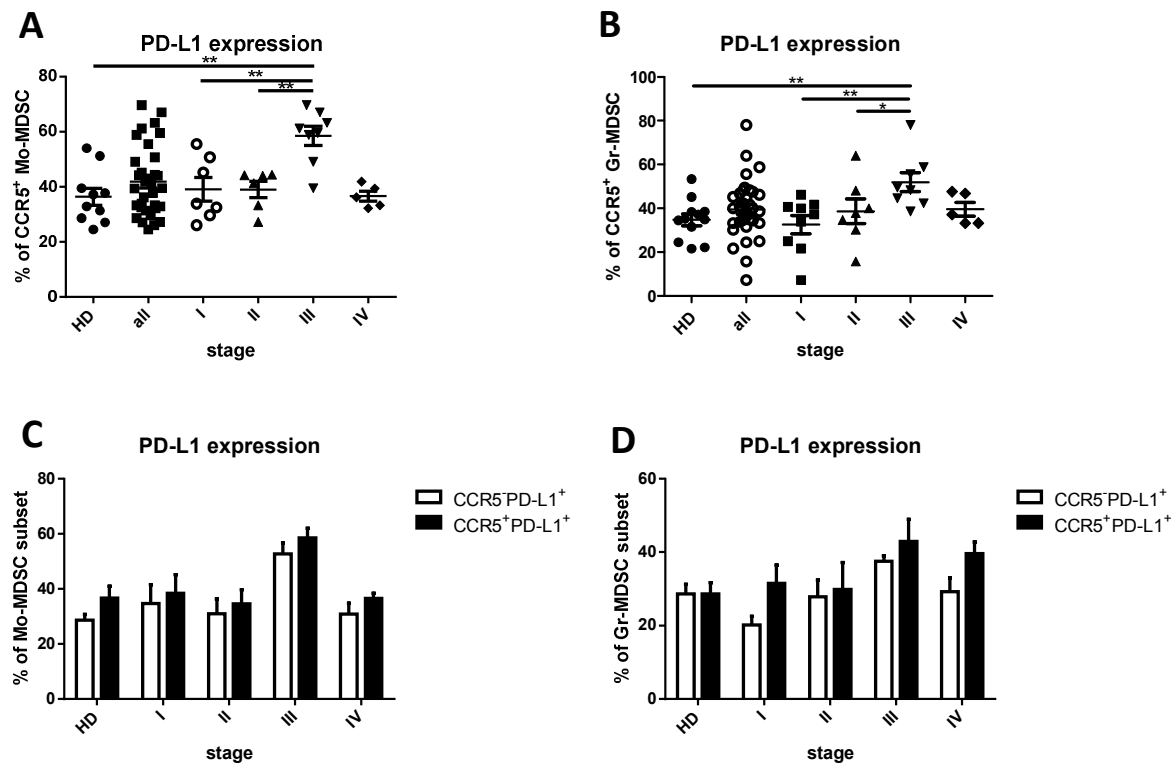 A
PD-L1 expression
**
**
**
80
60
40
20
0
% of CCR5⁺ Mo-MDSC
HD
all
I
II
III
IV
stage
B
PD-L1 expression
**
**
*
100
80
60
40
20
0
% of CCR5⁺ Gr-MDSC
HD
all
I
II
III
IV
stage
C
PD-L1 expression
80
60
40
20
0
% of Mo-MDSC subset
HD
I
II
III
IV
stage
CCR5⁻PD-L1⁺
CCR5⁺PD-L1⁺
D
PD-L1 expression
60
40
20
0
% of Gr-MDSC subset
HD
I
II
III
IV
stage
CCR5⁻PD-L1⁺
CCR5⁺PD-L1⁺